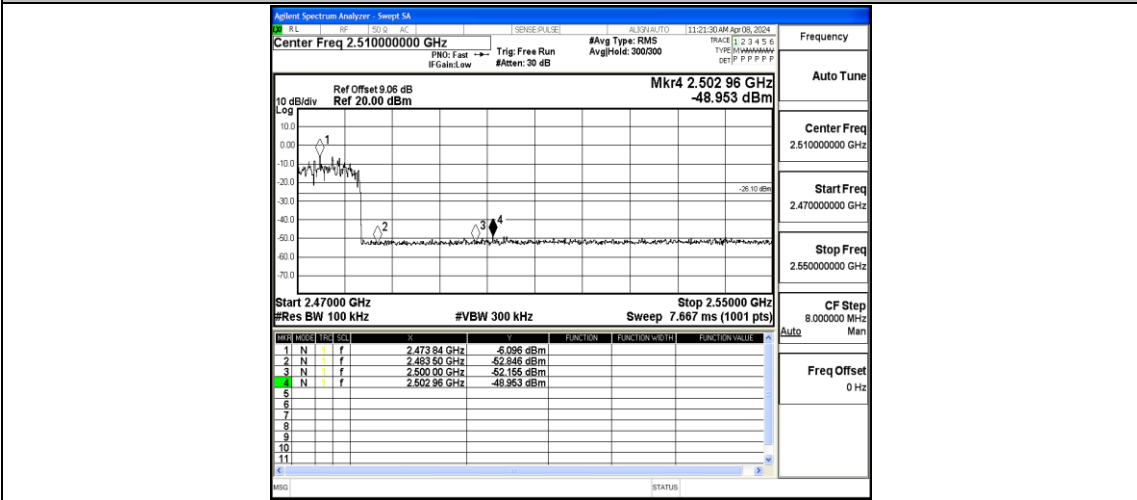 Agilent Spectrum Analyzer - Swept SA
RL RF 50 Ω AC SENSE:PULSE ALIGN AUTO 11:21:30 AM Apr 08, 2024
Center Freq 2.510000000 GHz
PNO: Fast
IFGain:Low
Trig: Free Run
#Atten: 30 dB
#Avg Type: RMS
Avg|Hold: 300/300
TRACE 1 2 3 4 5 6
TYPE MWWWWW
DET P P P P P P
Frequency
Auto Tune
Center Freq
2.510000000 GHz
Start Freq
2.470000000 GHz
Stop Freq
2.550000000 GHz
CF Step
8.000000 MHz
Auto Man
Freq Offset
0 Hz
Mkr4 2.502 96 GHz
-48.953 dBm
Ref Offset 9.06 dB
10 dB/div Ref 20.00 dBm
Log
10.0
0.00
-10.0
-20.0
-30.0
-40.0
-50.0
-60.0
-70.0
1
2
3
4
-26.10 dBm
Start 2.47000 GHz Stop 2.55000 GHz
#Res BW 100 kHz #VBW 300 kHz Sweep 7.667 ms (1001 pts)
MKR MODE TRC SCL X Y FUNCTION FUNCTION WIDTH FUNCTION VALUE
1 N 1 f 2.473 84 GHz -6.096 dBm
2 N 1 f 2.483 50 GHz -52.846 dBm
3 N 1 f 2.500 00 GHz -52.155 dBm
4 N 1 f 2.502 96 GHz -48.953 dBm
5
6
7
8
9
10
11
MSG STATUS